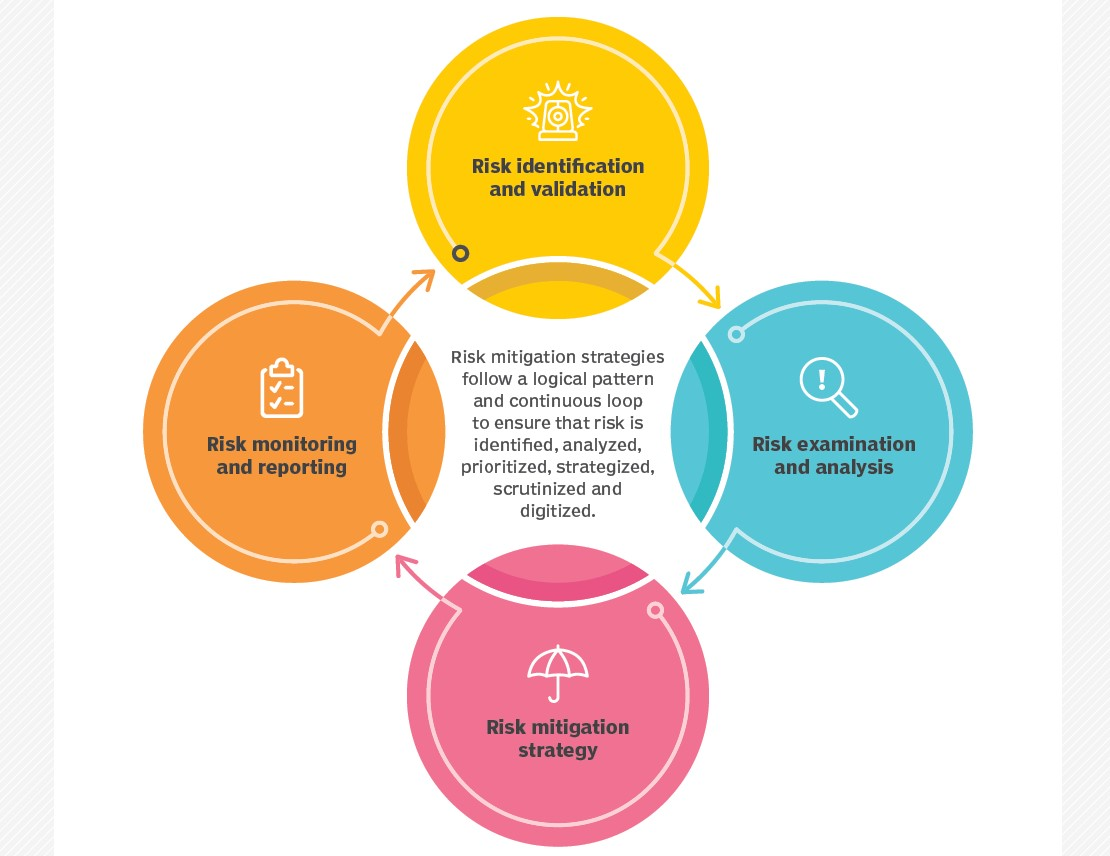 Risk identification
and validation
Risk mitigation strategies
follow a logical pattern
and continuous loop
to ensure that risk is
identified, analyzed,
prioritized, strategized,
scrutinized and
digitized.
Risk monitoring
and reporting
Risk examination
and analysis
Risk mitigation
strategy